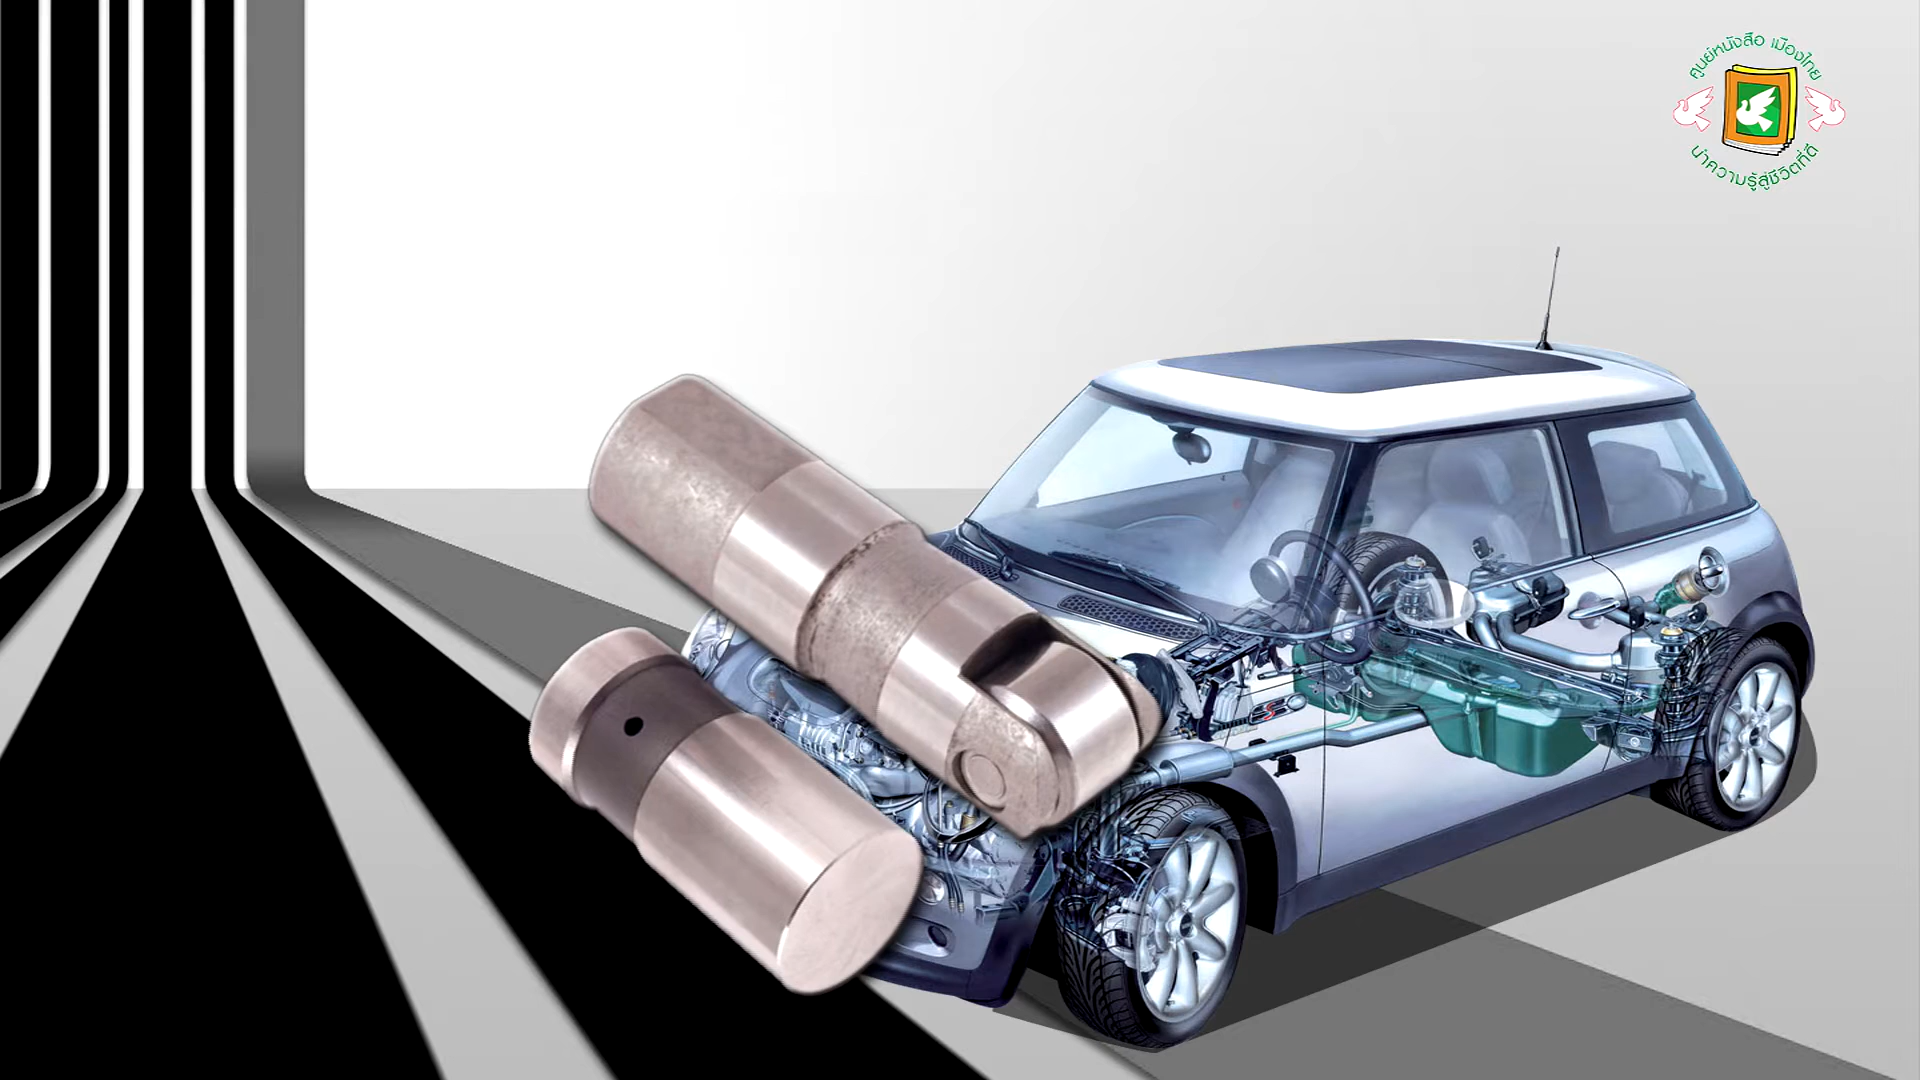 ศูนย์หนังสือ เมืองไทย
นำความรู้สู่ชีวิตที่ดี
S